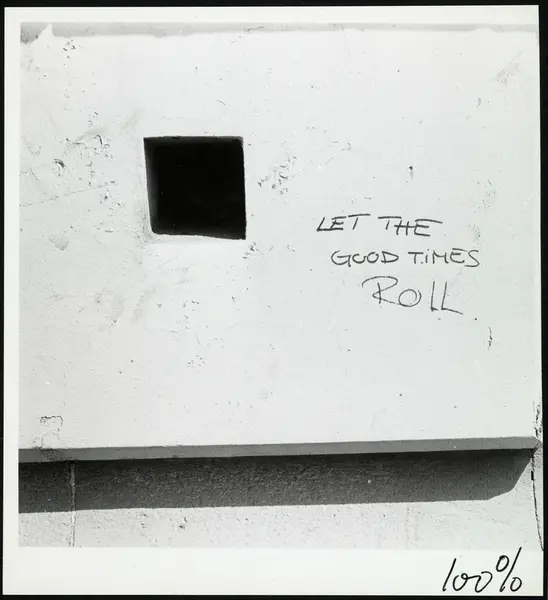 LET THE
GOOD TIMES
ROLL
100%